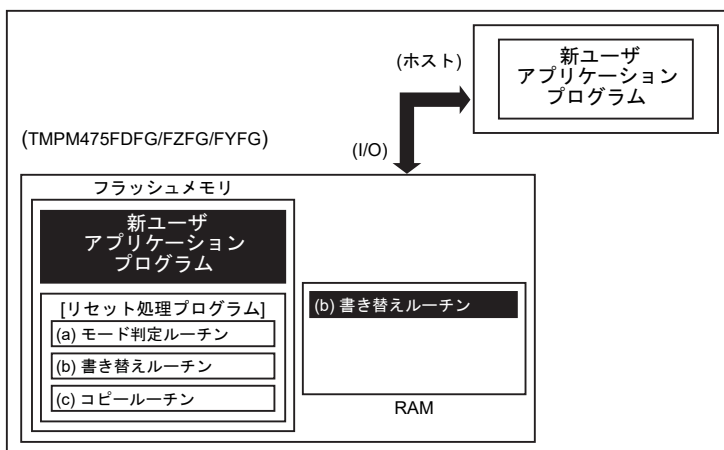 (ホスト)
新ユーザ
アプリケーション
プログラム
(TMPM475FDFG/FZFG/FYFG)
(I/O)
フラッシュメモリ
新ユーザ
アプリケーション
プログラム
[リセット処理プログラム]
(a) モード判定ルーチン
(b) 書き替えルーチン
(c) コピールーチン
(b) 書き替えルーチン
RAM